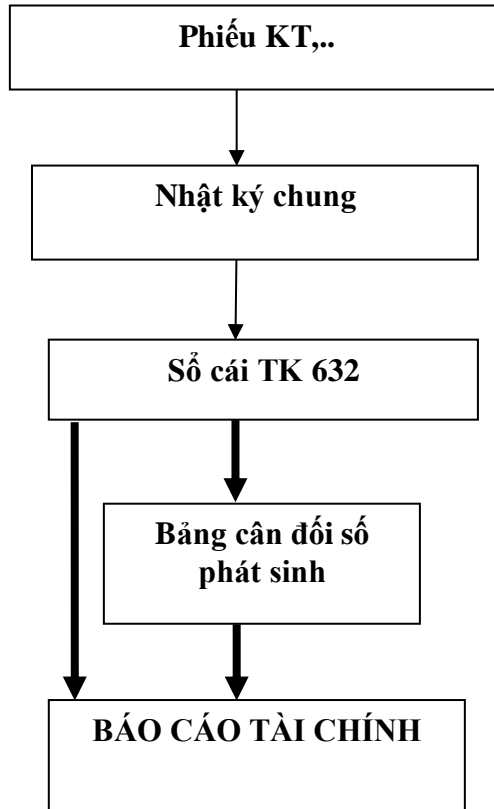 Phiếu KT,..
Nhật ký chung
Sổ cái TK 632
Bảng cân đối số
phát sinh
BÁO CÁO TÀI CHÍNH